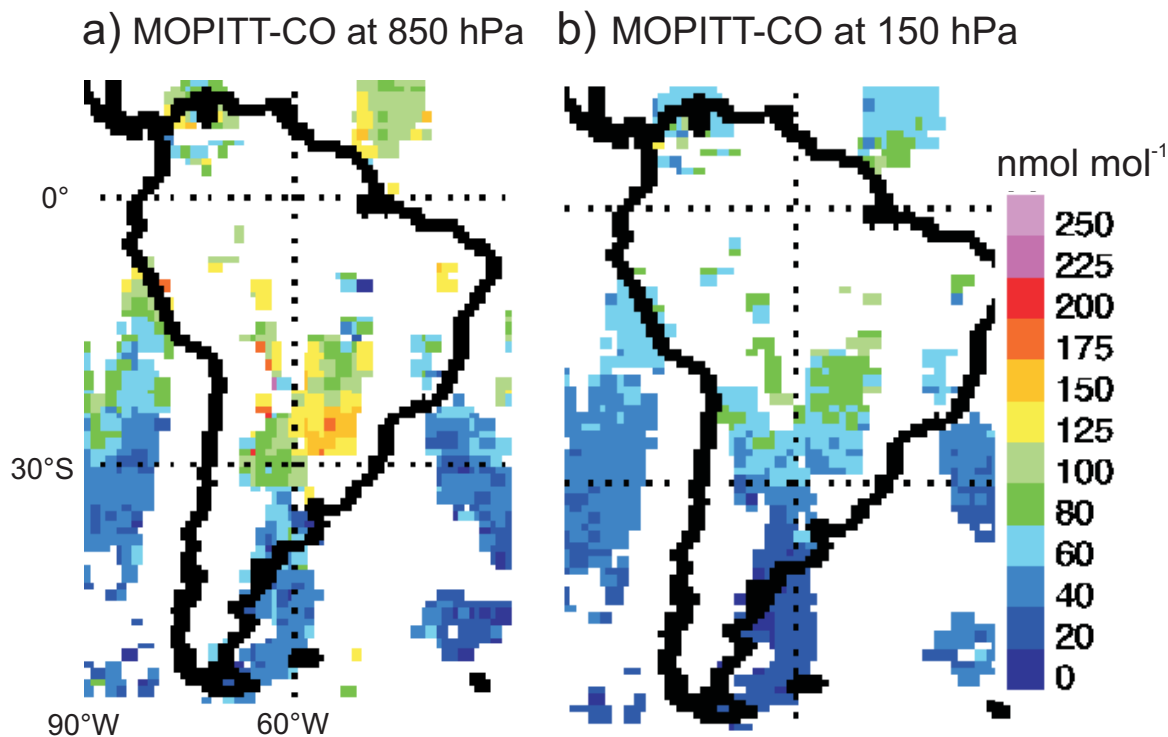 a) MOPITT-CO at 850 hPa
b) MOPITT-CO at 150 hPa
nmol mol⁻¹
250
225
200
175
150
125
100
80
60
40
20
0
0°
30°S
90°W
60°W